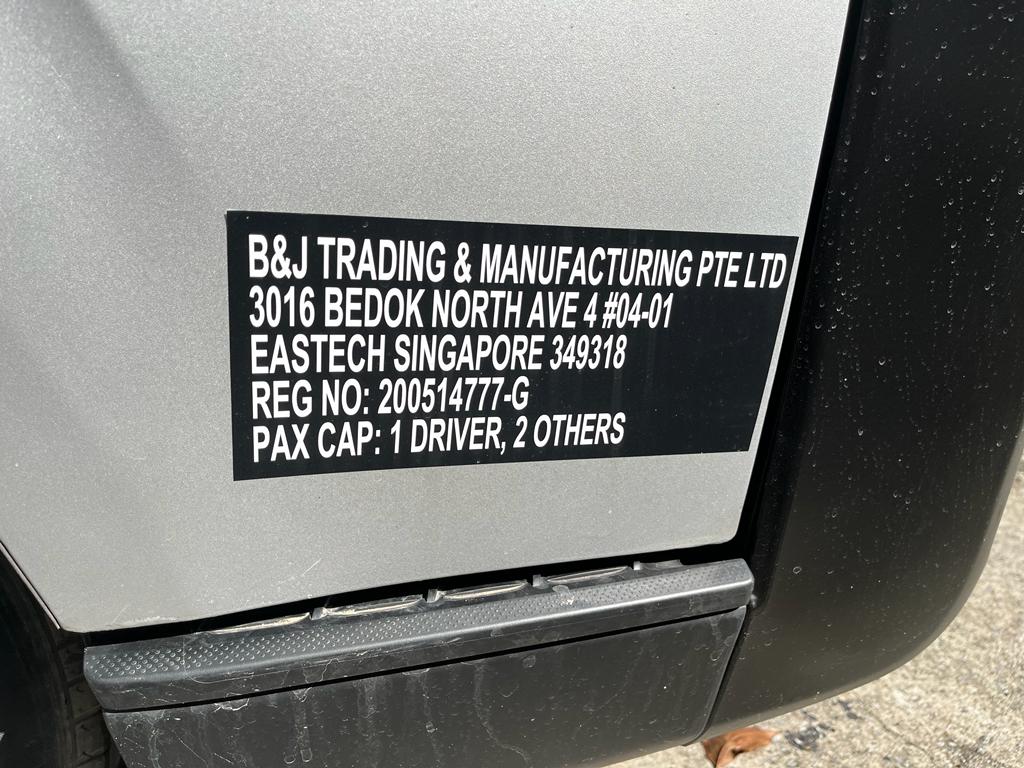 B&J TRADING & MANUFACTURING PTE LTD
3016 BEDOK NORTH AVE 4 #04-01
EASTECH SINGAPORE 349318
REG NO: 200514777-G
PAX CAP: 1 DRIVER, 2 OTHERS